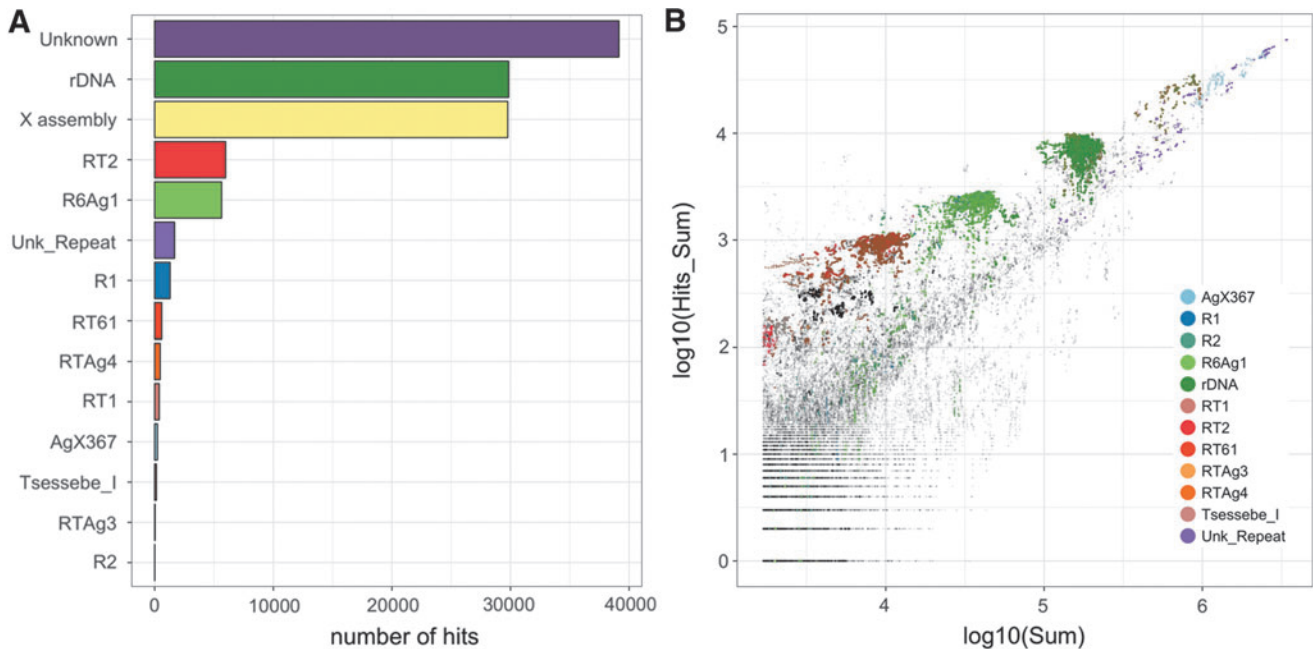 A
Unknown
rDNA
X assembly
RT2
R6Ag1
Unk_Repeat
R1
RT61
RTAg4
RT1
AgX367
Tsessebe_I
RTAg3
R2
0 10000 20000 30000 40000
number of hits
B
log10(Hits_Sum)
5
4
3
2
1
0
4 5 6
log10(Sum)
AgX367
R1
R2
R6Ag1
rDNA
RT1
RT2
RT61
RTAg3
RTAg4
Tsessebe_I
Unk_Repeat